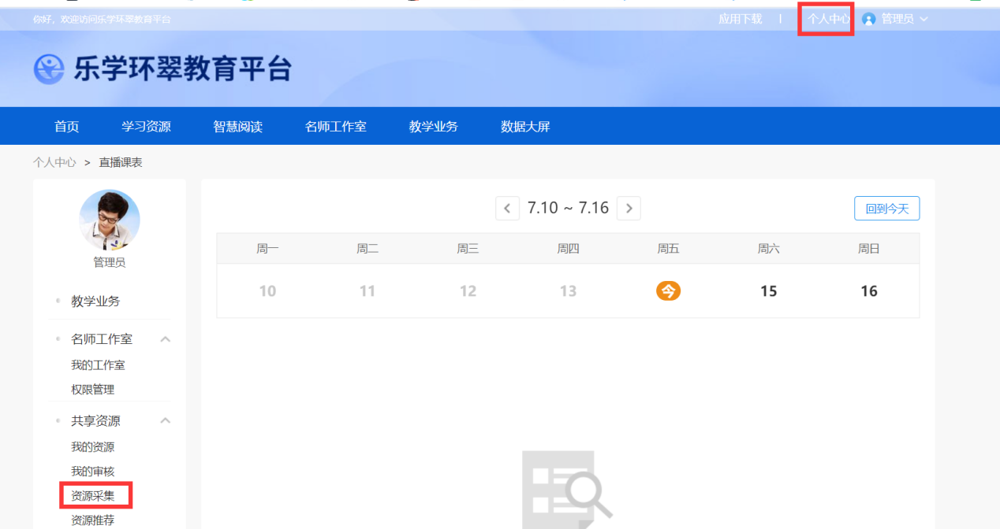 你好，欢迎访问乐学环翠教育平台
应用下载 | 个人中心 管理员
乐学环翠教育平台
首页 学习资源 智慧阅读 名师工作室 教学业务 数据大屏
个人中心 > 直播课表
管理员
教学业务
名师工作室
我的工作室
权限管理
共享资源
我的资源
我的审核
资源采集
资源推荐
7.10 ~ 7.16
回到今天
周一 周二 周三 周四 周五 周六 周日
10 11 12 13 今 15 16